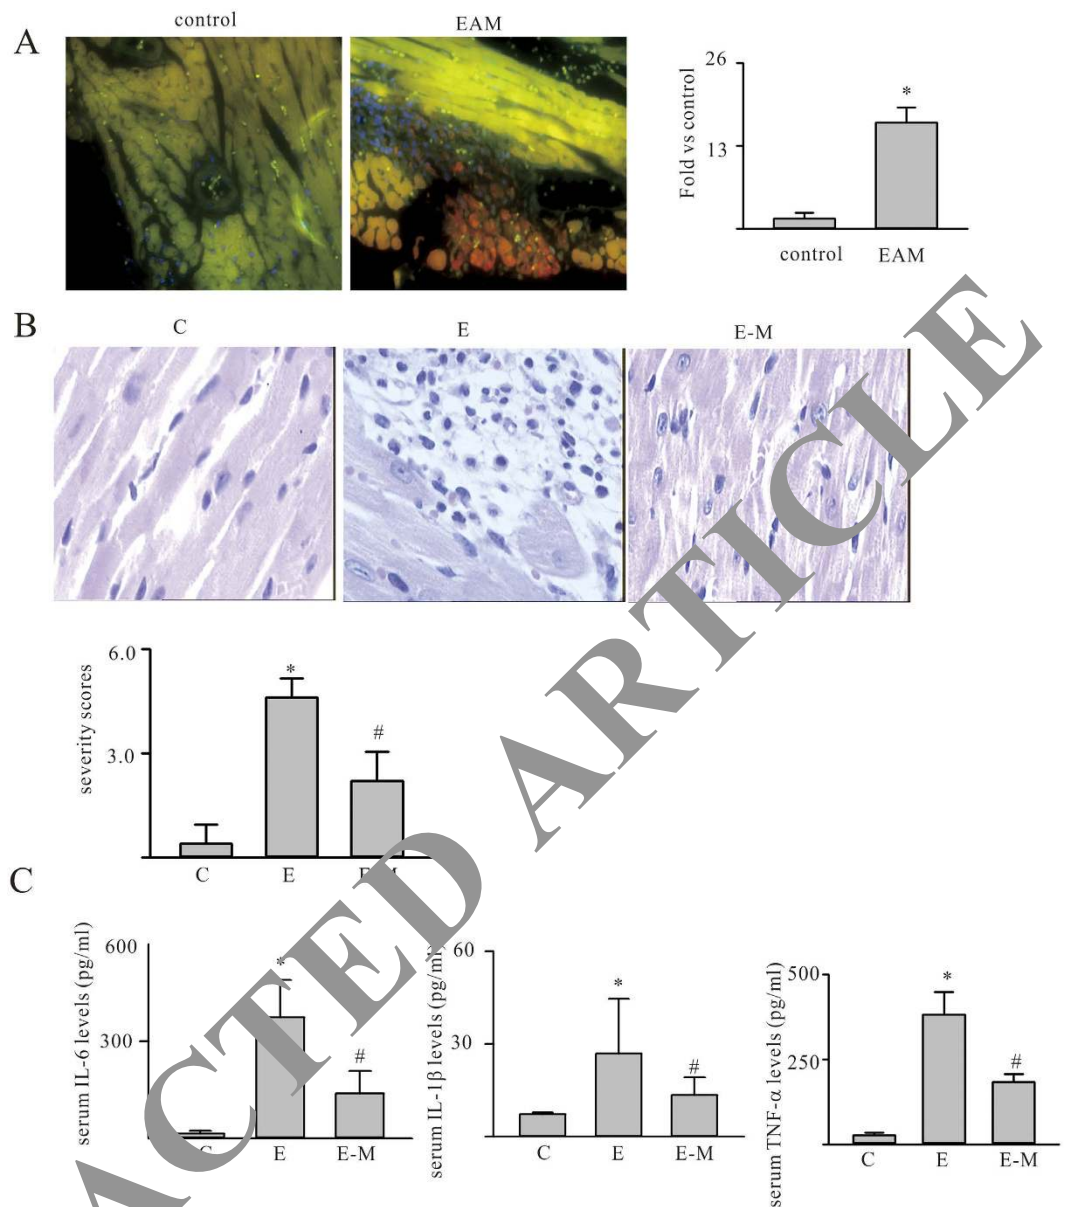 A
control
EAM
Fold vs control
26
13
*
control EAM
B
C
E
E-M
severity scores
6.0
3.0
*
#
C E E-M
C
serum IL-6 levels (pg/ml)
600
300
*
#
C E E-M
serum IL-1β levels (pg/ml)
60
30
*
#
C E E-M
serum TNF-α levels (pg/ml)
500
250
*
#
C E E-M
ACTED ARTICLE